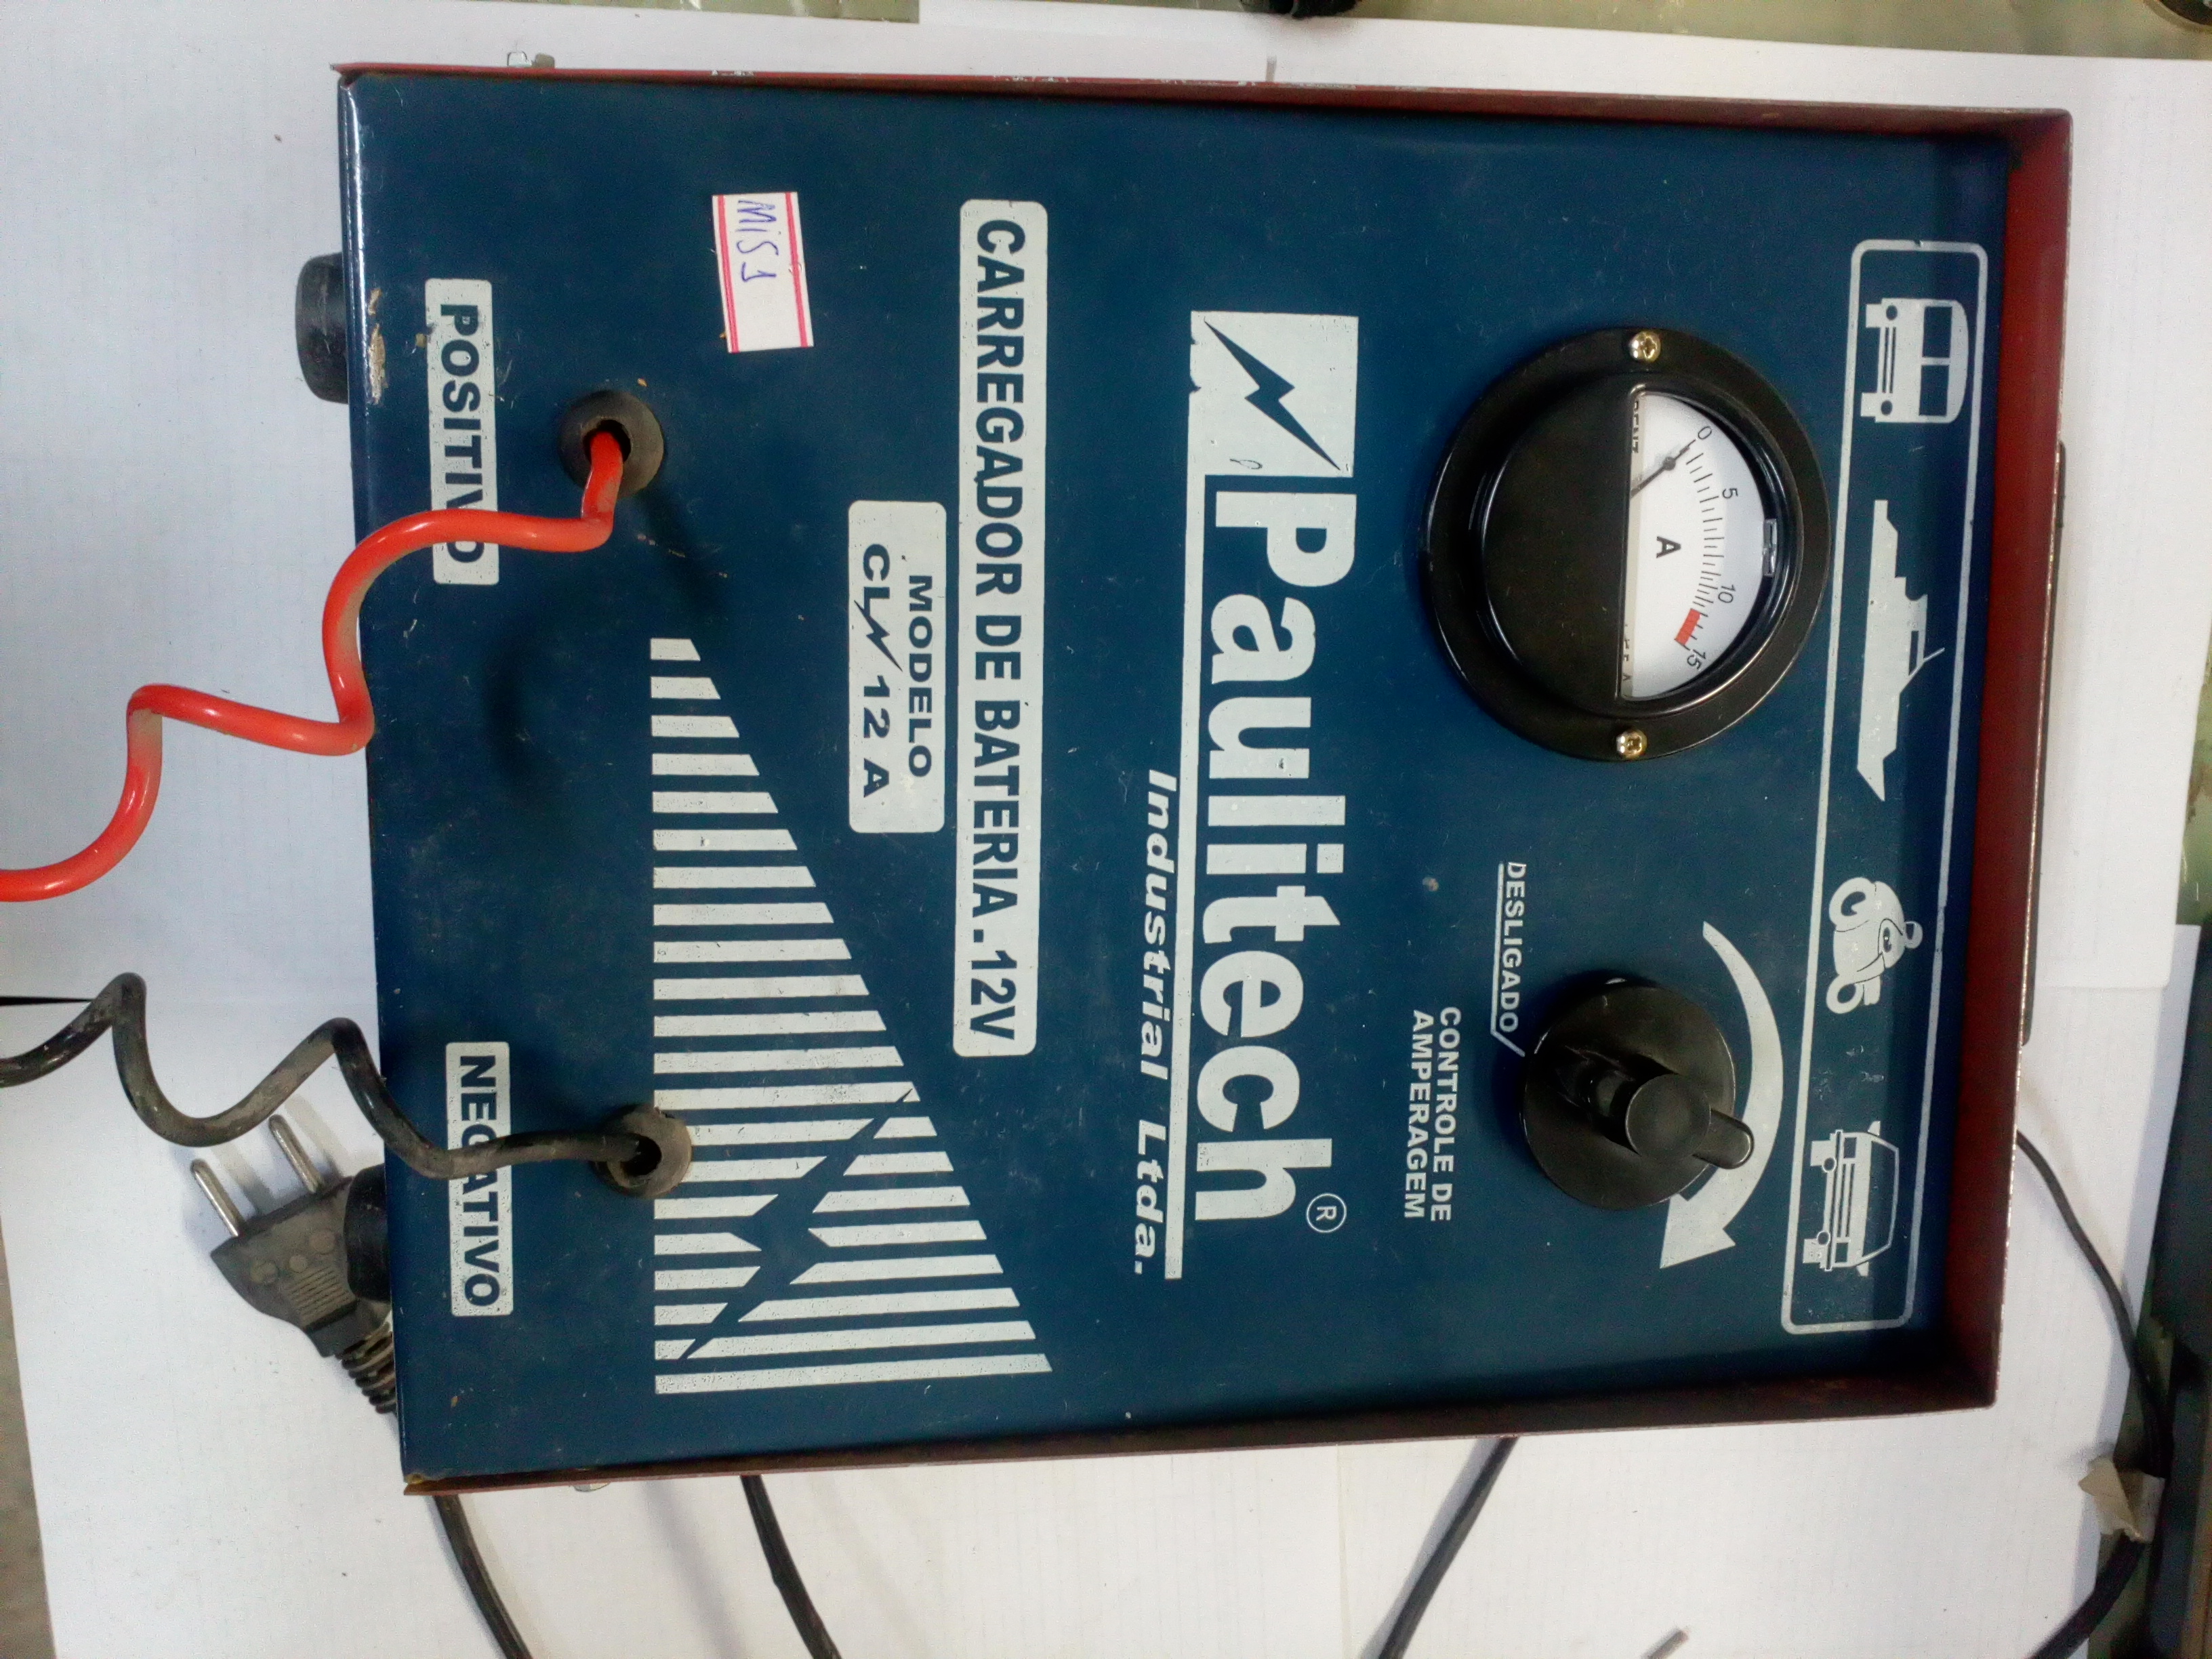 0 5 10 15
A
DESLIGADO
CONTROLE DE
AMPERAGEM
Paulitech ®
Industrial Ltda.
CARREGADOR DE BATERIA.12V
MODELO
CL 12 A
MiS1
POSITIVO
NEGATIVO